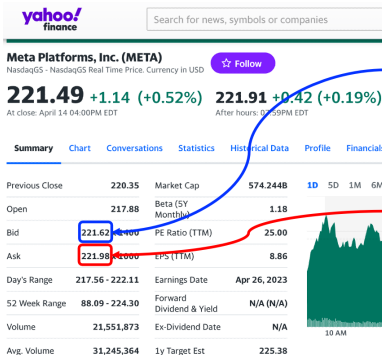 yahoo!
finance
Search for news, symbols or companies
Meta Platforms, Inc. (META)
NasdaqGS - NasdaqGS Real Time Price. Currency in USD
☆ Follow
221.49 +1.14 (+0.52%) 221.91 +0.42 (+0.19%)
At close: April 14 04:00PM EDT After hours: 07:59PM EDT
Summary Chart Conversations Statistics Historical Data Profile Financials
Previous Close 220.35 Market Cap 574.244B 1D 5D 1M 6M
Open 217.88 Beta (5Y Monthly) 1.18
Bid 221.62 x 1400 PE Ratio (TTM) 25.00
Ask 221.98 EPS (TTM) 8.86
Day's Range 217.56 - 222.11 Earnings Date Apr 26, 2023
52 Week Range 88.09 - 224.30 Forward Dividend & Yield N/A (N/A)
Volume 21,551,873 Ex-Dividend Date N/A
10 AM
Avg. Volume 31,245,364 1y Target Est 225.38